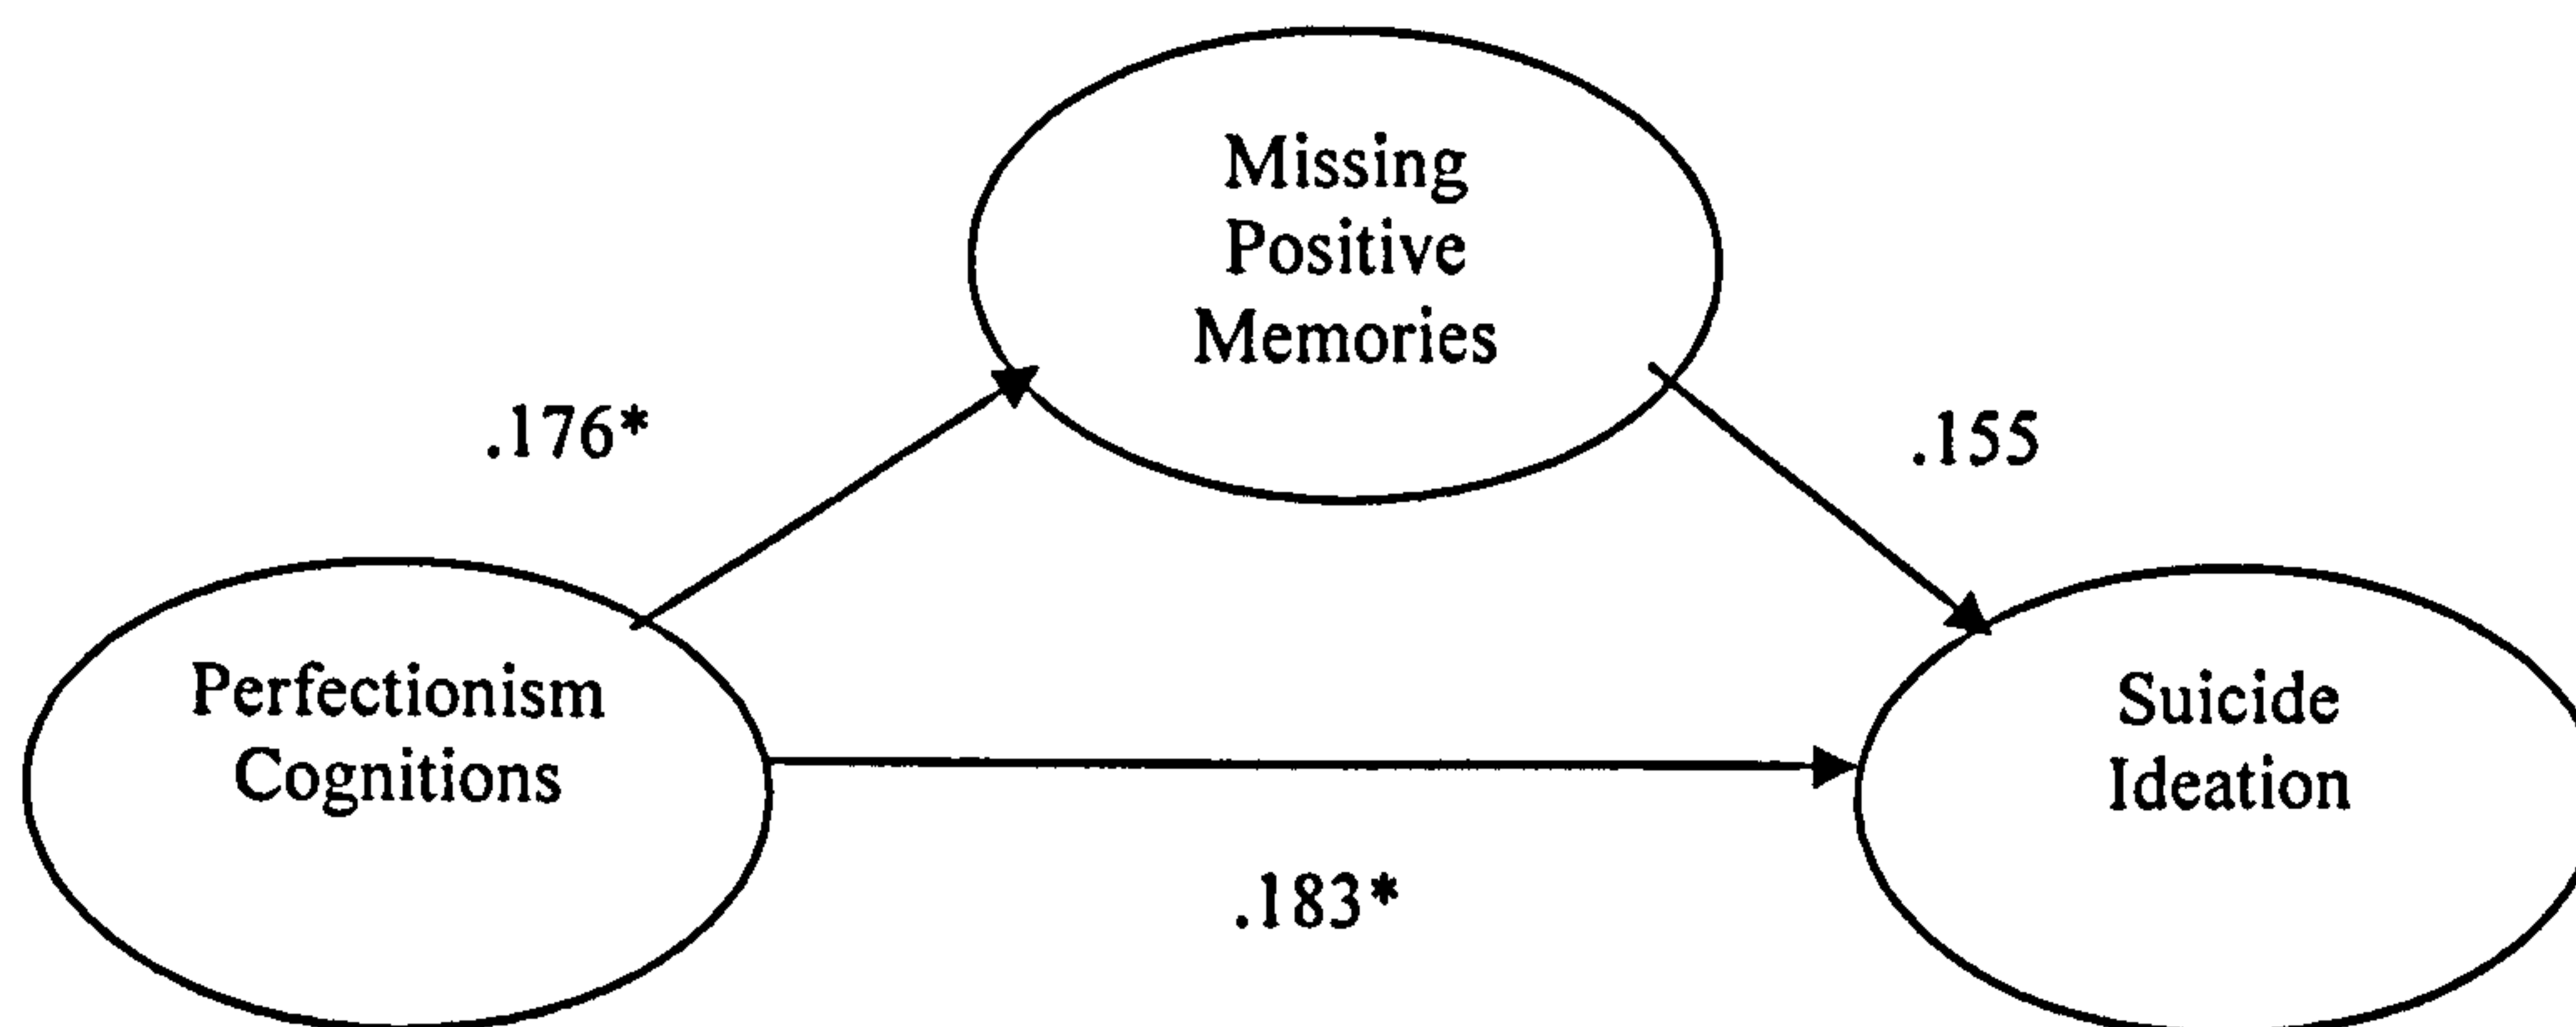 Missing
Positive
Memories
.176*
.155
Perfectionism
Cognitions
Suicide
Ideation
.183*